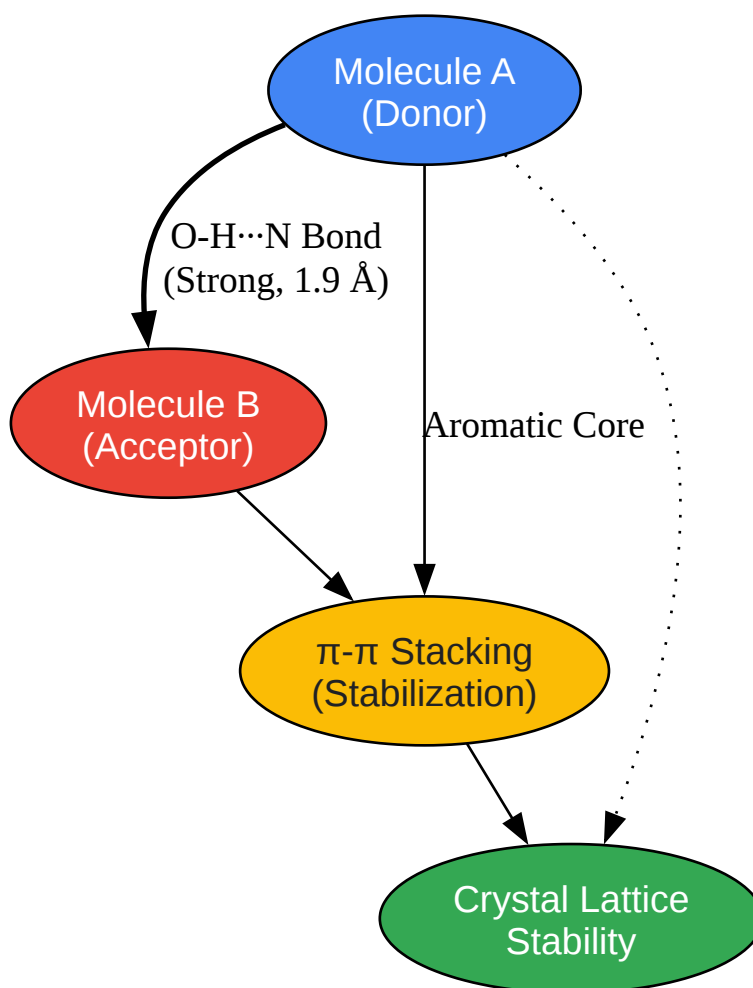 Molecule A
(Donor)
O-H···N Bond
(Strong, 1.9 Å)
Molecule B
(Acceptor)
Aromatic Core
π-π Stacking
(Stabilization)
Crystal Lattice
Stability